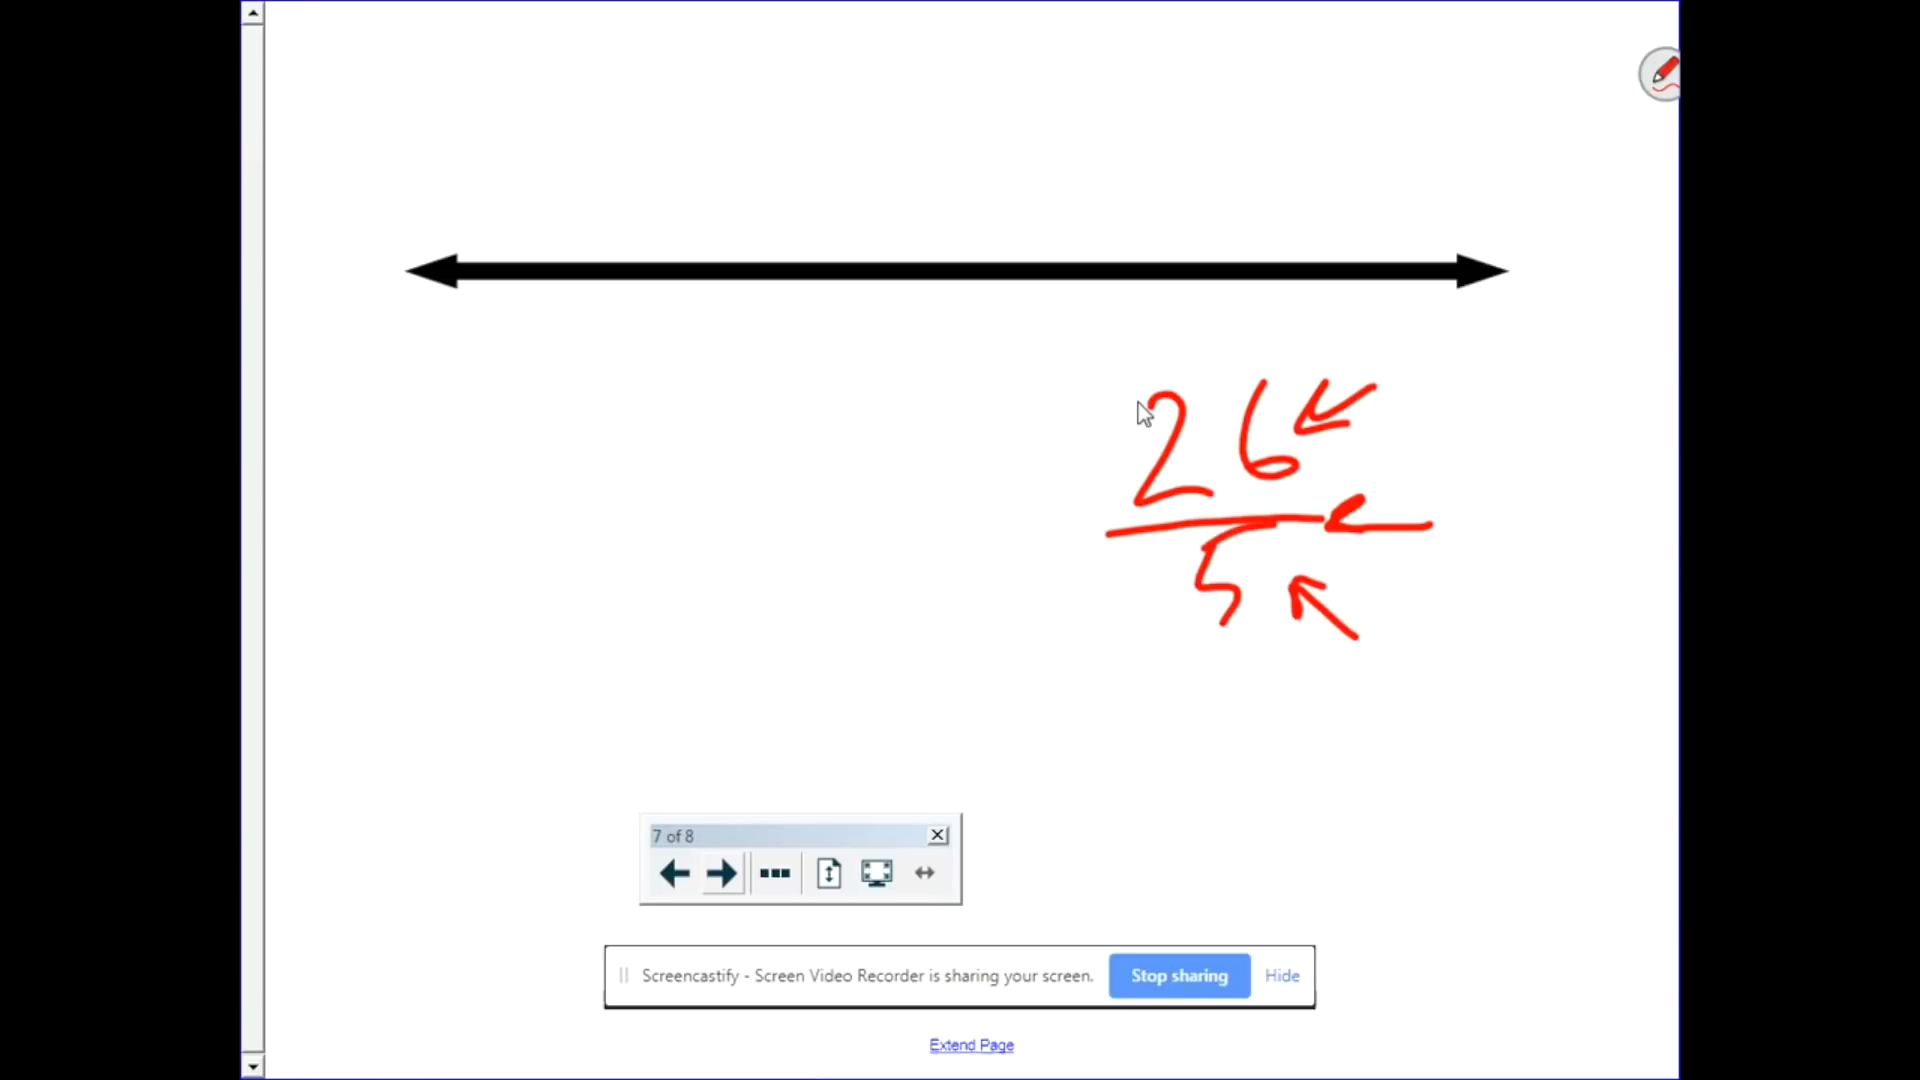 26
5
7 of 8
Screencastify - Screen Video Recorder is sharing your screen. Stop sharing Hide
Extend Page